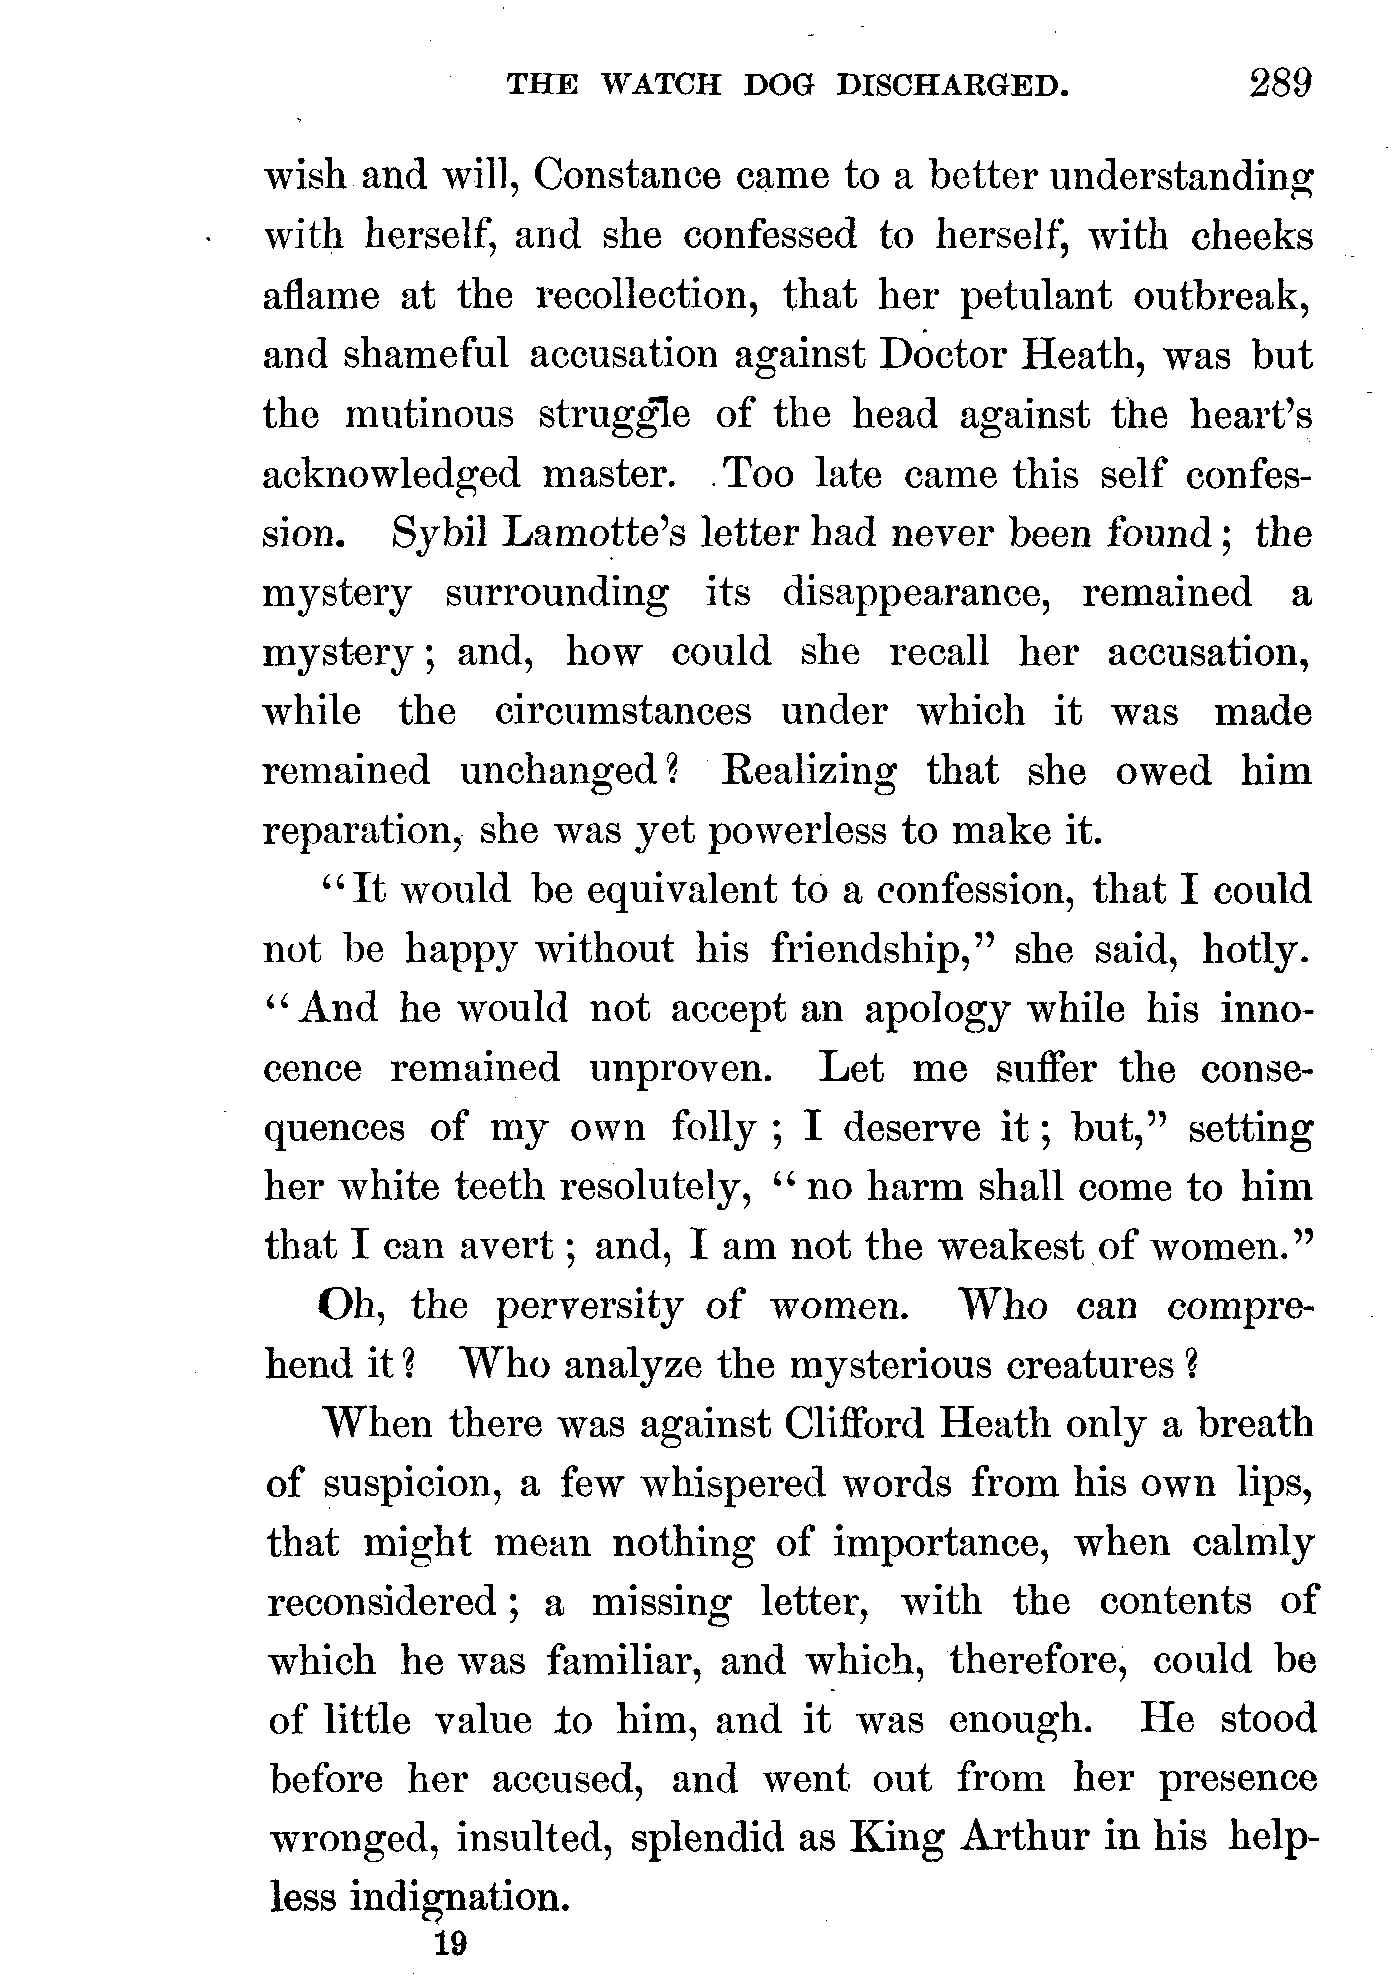 THE WATCH DOG DISCHARGED. 289
wish and will, Constance came to a better understanding
with herself, and she confessed to herself, with cheeks
aflame at the recollection, that her petulant outbreak,
and shameful accusation against Doctor Heath, was but
the mutinous struggle of the head against the heart's
acknowledged master. Too late came this self confes-
sion. Sybil Lamotte's letter had never been found; the
mystery surrounding its disappearance, remained a
mystery; and, how could she recall her accusation,
while the circumstances under which it was made
remained unchanged? Realizing that she owed him
reparation, she was yet powerless to make it.
"It would be equivalent to a confession, that I could
not be happy without his friendship," she said, hotly.
"And he would not accept an apology while his inno-
cence remained unproven. Let me suffer the conse-
quences of my own folly; I deserve it; but," setting
her white teeth resolutely, "no harm shall come to him
that I can avert; and, I am not the weakest of women."
Oh, the perversity of women. Who can compre-
hend it? Who analyze the mysterious creatures?
When there was against Clifford Heath only a breath
of suspicion, a few whispered words from his own lips,
that might mean nothing of importance, when calmly
reconsidered; a missing letter, with the contents of
which he was familiar, and which, therefore, could be
of little value to him, and it was enough. He stood
before her accused, and went out from her presence
wronged, insulted, splendid as King Arthur in his help-
less indignation.
19